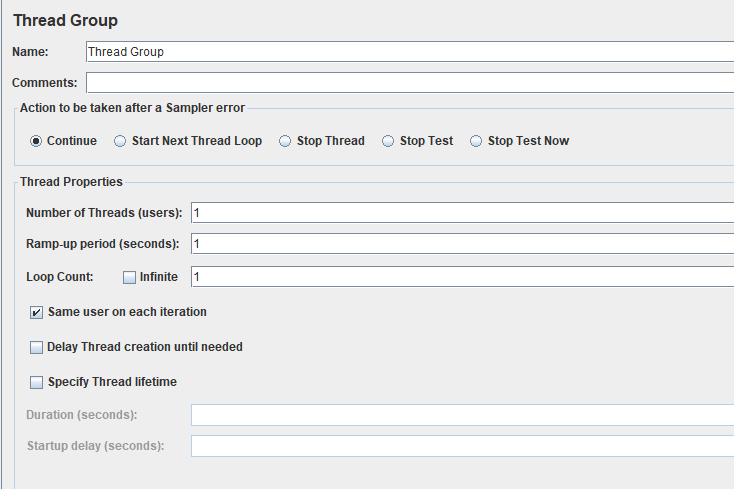 Thread Group
Name: Thread Group
Comments:
Action to be taken after a Sampler error
Continue Start Next Thread Loop Stop Thread Stop Test Stop Test Now
Thread Properties
Number of Threads (users): 1
Ramp-up period (seconds): 1
Loop Count: Infinite 1
Same user on each iteration
Delay Thread creation until needed
Specify Thread lifetime
Duration (seconds):
Startup delay (seconds):